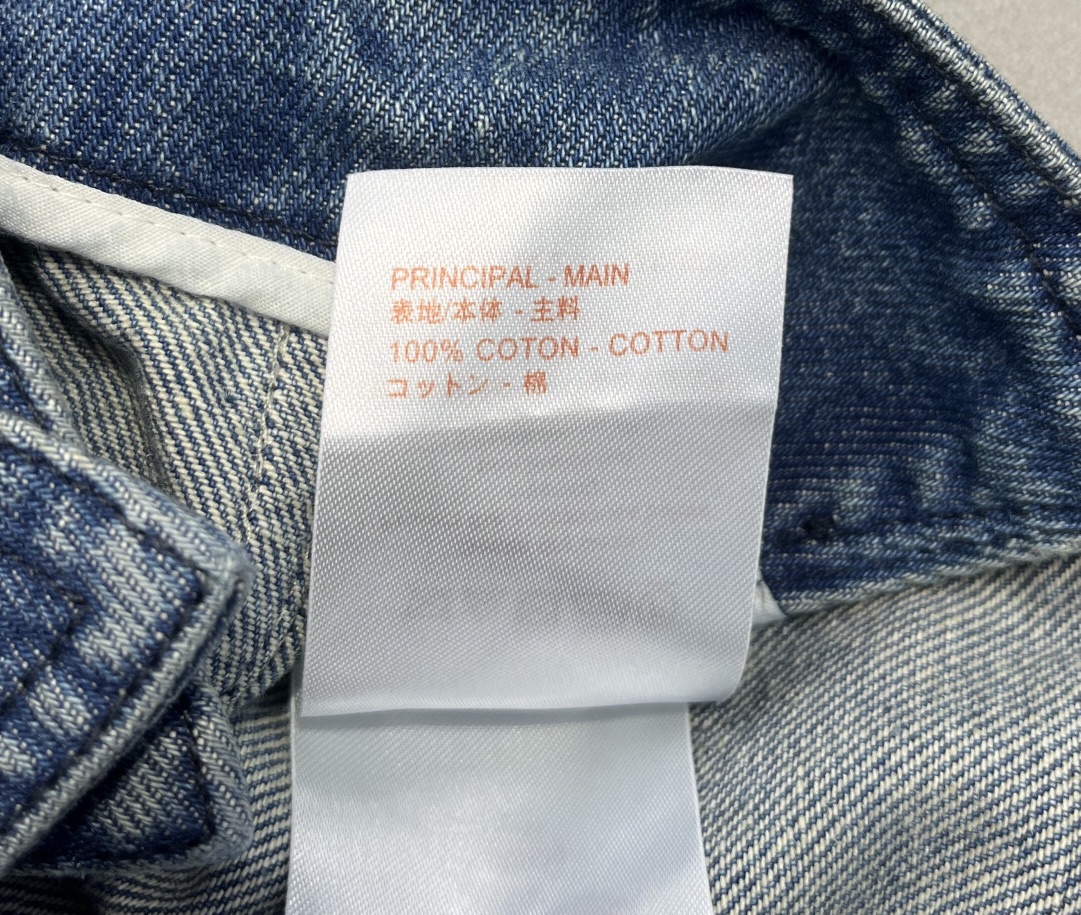 PRINCIPAL - MAIN
表地/本体 - 主料
100% COTON - COTTON
コットン - 棉